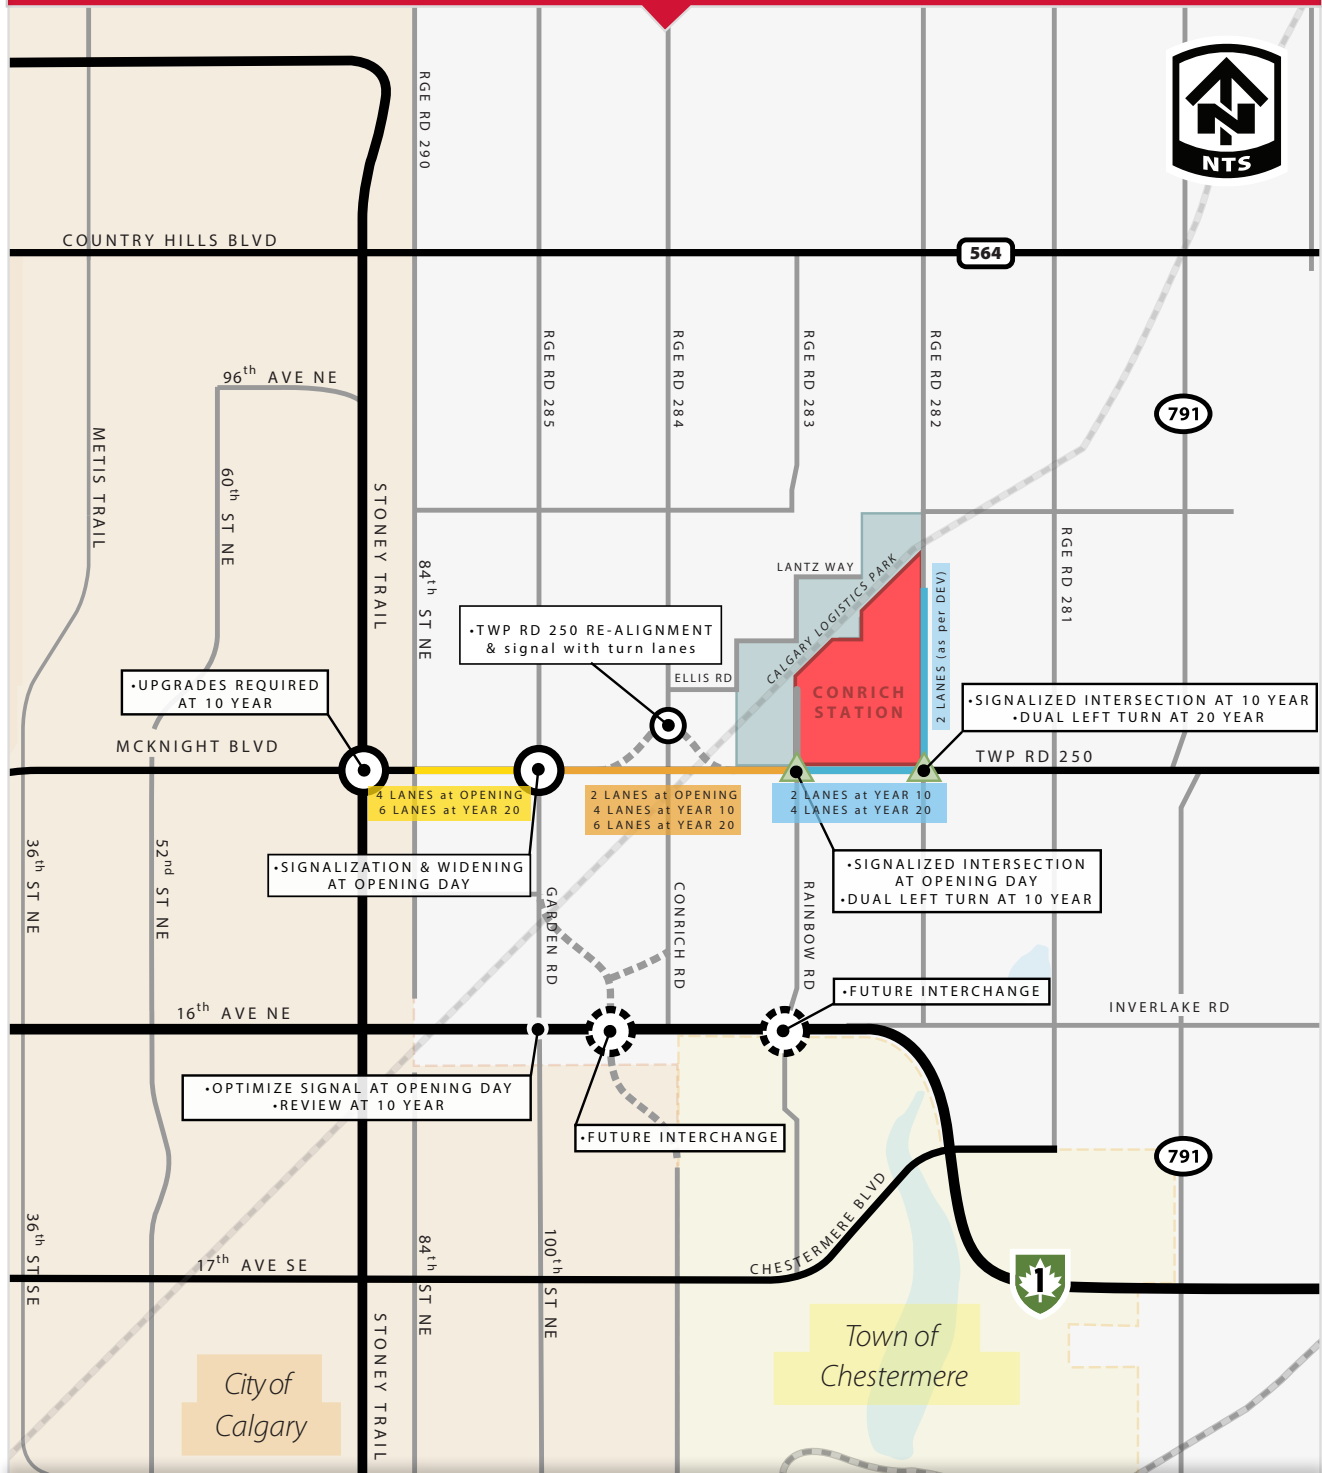 NTS
RGE RD 290
COUNTRY HILLS BLVD
564
RGE RD 285
RGE RD 284
RGE RD 283
RGE RD 282
96th AVE NE
791
METIS TRAIL
60th ST NE
STONEY TRAIL
84th ST NE
RGE RD 281
LANTZ WAY
CALGARY LOGISTICS PARK
2 LANES (as per DEV)
•TWP RD 250 RE-ALIGNMENT
& signal with turn lanes
ELLIS RD
CONRICH
STATION
•UPGRADES REQUIRED
AT 10 YEAR
•SIGNALIZED INTERSECTION AT 10 YEAR
•DUAL LEFT TURN AT 20 YEAR
MCKNIGHT BLVD
TWP RD 250
4 LANES at OPENING
6 LANES at YEAR 20
2 LANES at OPENING
4 LANES at YEAR 10
6 LANES at YEAR 20
2 LANES at YEAR 10
4 LANES at YEAR 20
•SIGNALIZATION & WIDENING
AT OPENING DAY
•SIGNALIZED INTERSECTION
AT OPENING DAY
•DUAL LEFT TURN AT 10 YEAR
36th ST NE
52nd ST NE
GARDEN RD
CONRICH RD
RAINBOW RD
•FUTURE INTERCHANGE
16th AVE NE
INVERLAKE RD
•OPTIMIZE SIGNAL AT OPENING DAY
•REVIEW AT 10 YEAR
•FUTURE INTERCHANGE
791
36th ST SE
17th AVE SE
84th ST NE
100th ST NE
CHESTERMERE BLVD
1
STONEY TRAIL
Town of
Chestermere
City of
Calgary